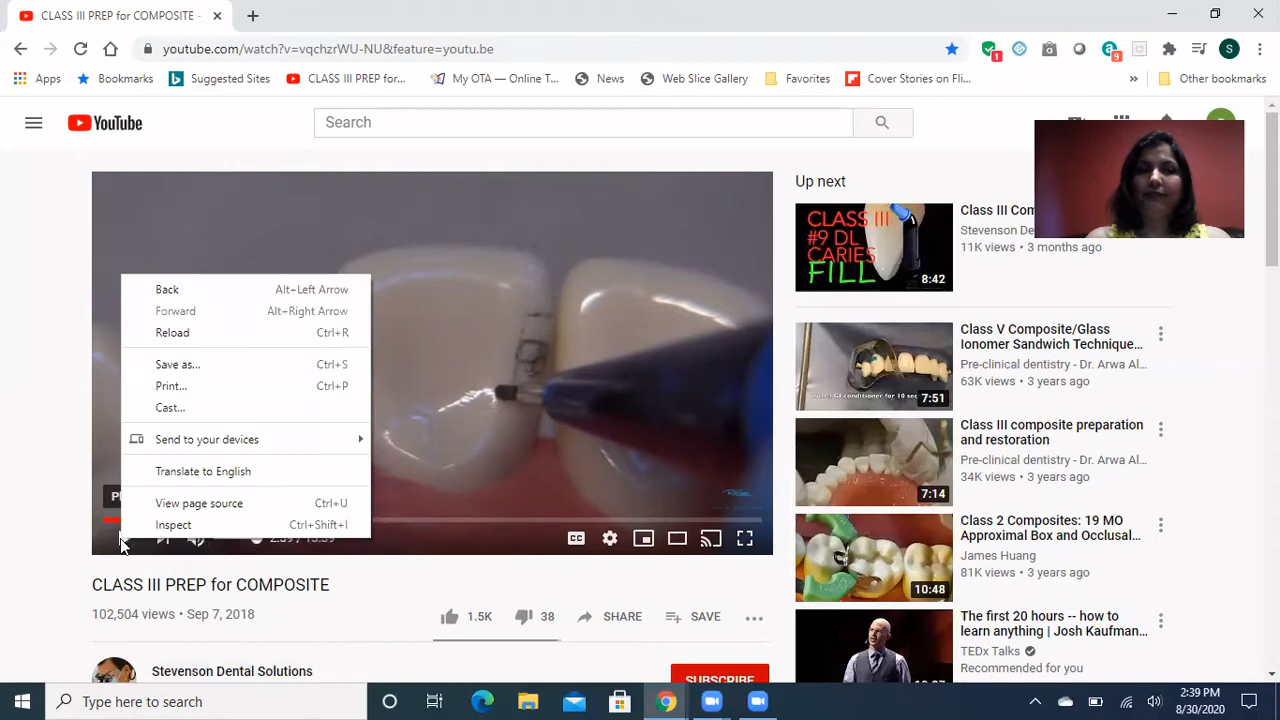 CLASS III PREP for COMPOSITE -
youtube.com/watch?v=vqchzrWU-NU&feature=youtu.be
1
9
S
Apps
Bookmarks
Suggested Sites
CLASS III PREP for...
My OTA — Online T...
News
Web Slice Gallery
Favorites
Cover Stories on Fli...
»
Other bookmarks
YouTube
Search
Back Alt+Left Arrow
Forward Alt+Right Arrow
Reload Ctrl+R
Save as... Ctrl+S
Print... Ctrl+P
Cast...
Send to your devices
Translate to English
View page source Ctrl+U
Inspect Ctrl+Shift+I
CC
CLASS III PREP for COMPOSITE
102,504 views • Sep 7, 2018
1.5K
38
SHARE
SAVE
Stevenson Dental Solutions
SUBSCRIBE
Up next
CLASS III
#9 DL
CARIES
FILL
8:42
Class III Com
Stevenson De
11K views • 3 months ago
7:51
Class V Composite/Glass
Ionomer Sandwich Technique...
Pre-clinical dentistry - Dr. Arwa Al...
63K views • 3 years ago
7:14
Class III composite preparation
and restoration
Pre-clinical dentistry - Dr. Arwa Al...
34K views • 3 years ago
10:48
Class 2 Composites: 19 MO
Approximal Box and Occlusal...
James Huang
81K views • 3 years ago
The first 20 hours -- how to
learn anything | Josh Kaufman...
TEDx Talks
Recommended for you
Type here to search
2:39 PM
8/30/2020